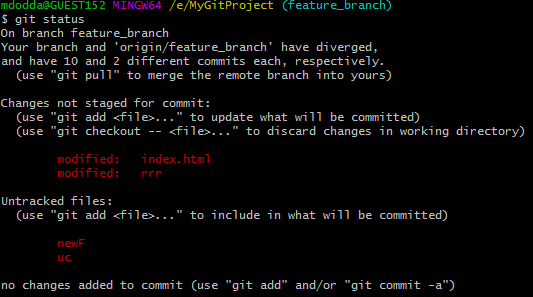 mdodda@GUEST152 MINGW64 /e/MyGitProject (feature_branch)
$ git status
On branch feature_branch
Your branch and 'origin/feature_branch' have diverged,
and have 10 and 2 different commits each, respectively.
  (use "git pull" to merge the remote branch into yours)

Changes not staged for commit:
  (use "git add <file>..." to update what will be committed)
  (use "git checkout -- <file>..." to discard changes in working directory)

        modified:   index.html
        modified:   rrr

Untracked files:
  (use "git add <file>..." to include in what will be committed)

        newF
        uc

no changes added to commit (use "git add" and/or "git commit -a")